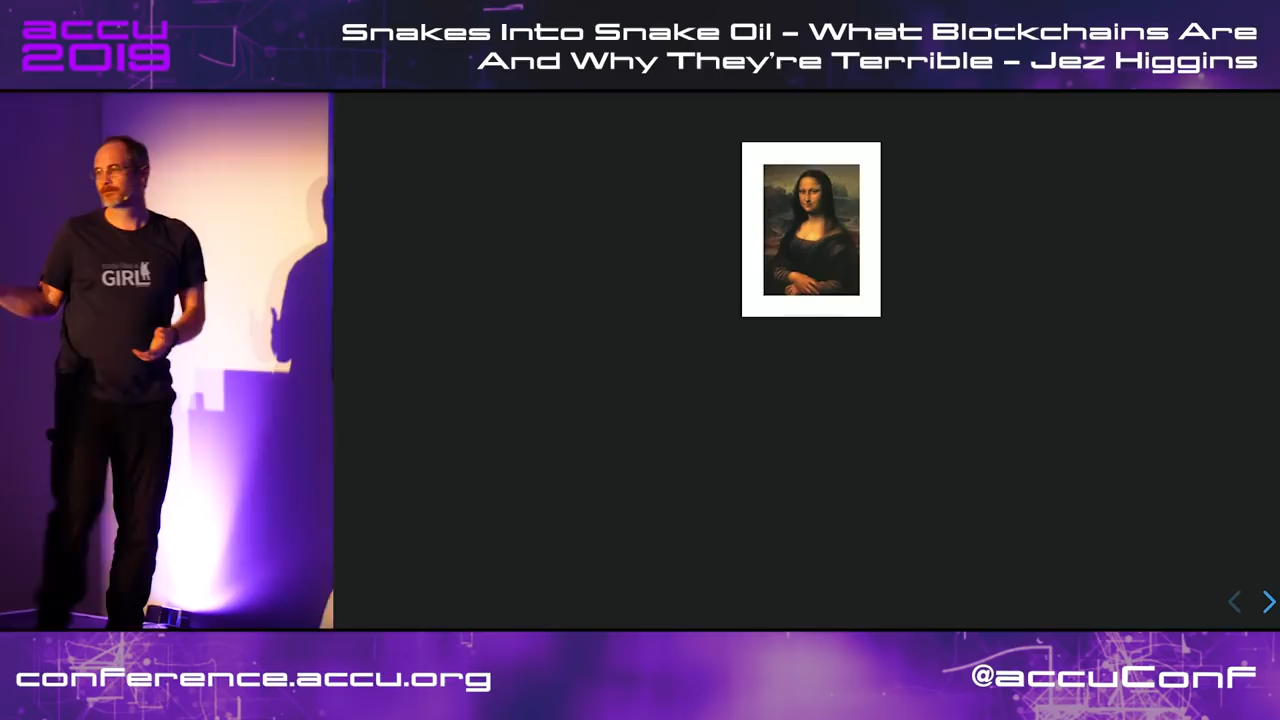 accu
2019
Snakes Into Snake Oil – What Blockchains Are
And Why They're Terrible – Jez Higgins
GIRL
conference.accu.org
@accuConf